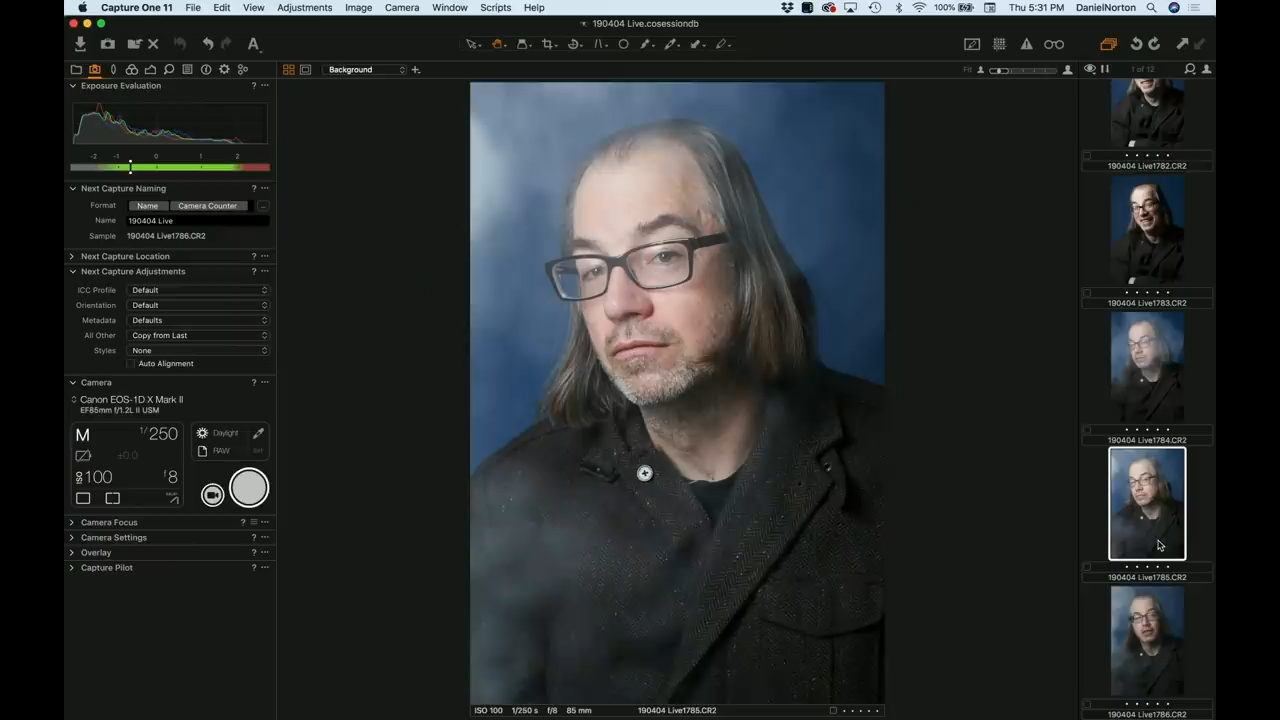 Capture One 11 File Edit View Adjustments Image Camera Window Scripts Help 100% Thu 5:31 PM DanielNorton
190404 Live.cosessiondb
Background Fit 1 of 12
Exposure Evaluation ? ...
-2 -1 0 1 2
190404 Live1782.CR2
Next Capture Naming ? ...
Format Name Camera Counter ...
Name 190404 Live
Sample 190404 Live1786.CR2
Next Capture Location ? ...
Next Capture Adjustments ? ...
ICC Profile Default
190404 Live1783.CR2
Orientation Default
Metadata Defaults
All Other Copy from Last
Styles None
Auto Alignment
Camera ? ...
Canon EOS-1D X Mark II
EF85mm f/1.2L II USM
M 1/250 Daylight
190404 Live1784.CR2
±0.0 RAW
ISO 100 f 8
Camera Focus ? ...
Camera Settings ? ...
Overlay ? ...
Capture Pilot ? ...
190404 Live1785.CR2
ISO 100 1/250 s f/8 85 mm 190404 Live1785.CR2
190404 Live1786.CR2